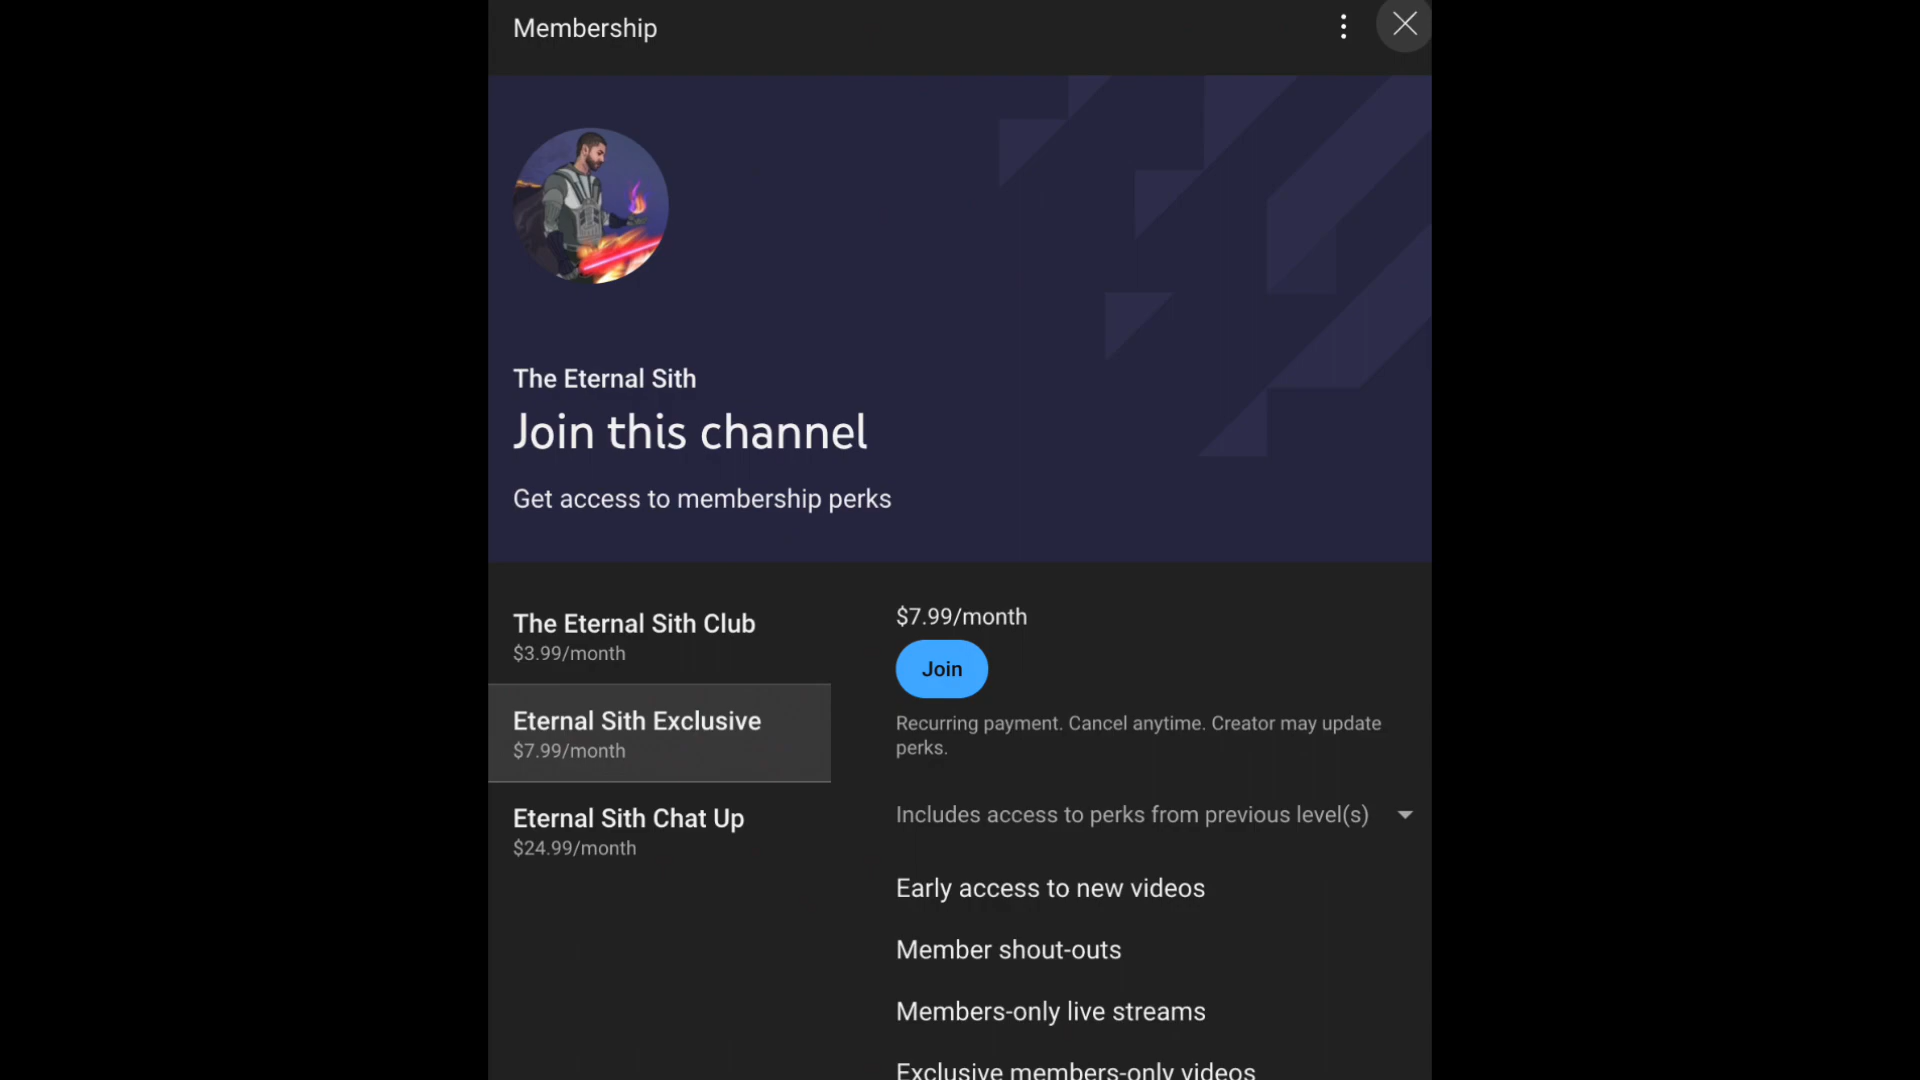 Membership
The Eternal Sith
Join this channel
Get access to membership perks
The Eternal Sith Club
$3.99/month
Eternal Sith Exclusive
$7.99/month
Eternal Sith Chat Up
$24.99/month
$7.99/month
Join
Recurring payment. Cancel anytime. Creator may update
perks.
Includes access to perks from previous level(s)
Early access to new videos
Member shout-outs
Members-only live streams
Exclusive members-only videos